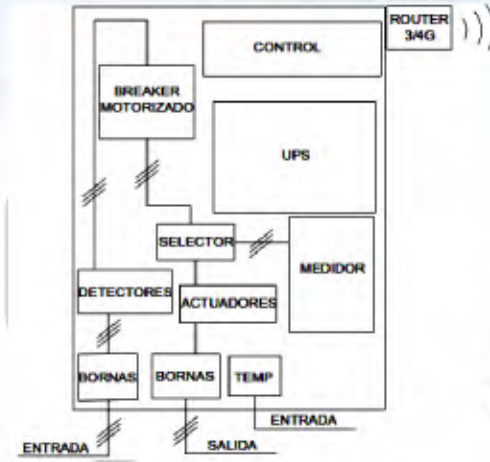 ROUTER
3/4G
CONTROL
BREAKER
MOTORIZADO
UPS
SELECTOR
MEDIDOR
DETECTORES
ACTUADORES
BORNAS
BORNAS
TEMP
ENTRADA
ENTRADA
SALIDA